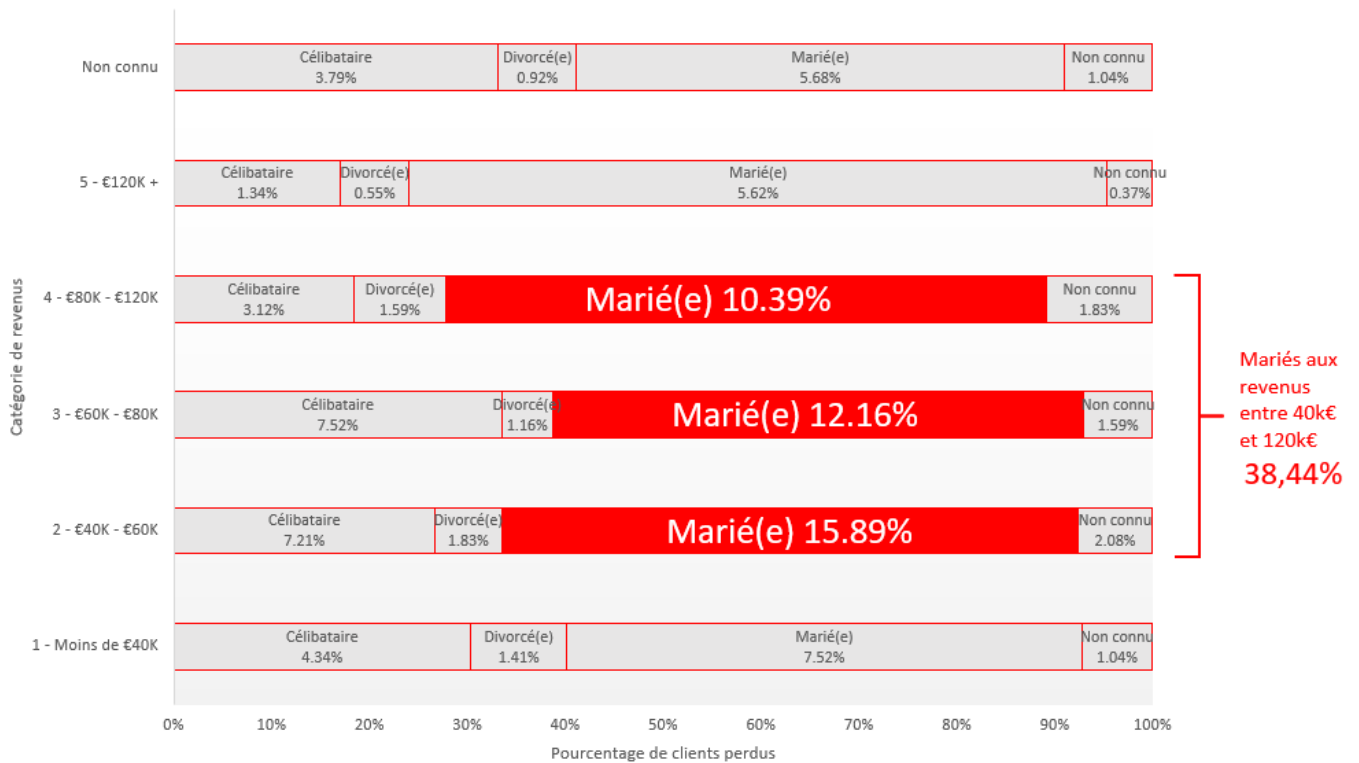 Catégorie de revenus
Non connu
Célibataire
3.79%
Divorcé(e)
0.92%
Marié(e)
5.68%
Non connu
1.04%
5 - €120K +
Célibataire
1.34%
Divorcé(e)
0.55%
Marié(e)
5.62%
Non connu
0.37%
4 - €80K - €120K
Célibataire
3.12%
Divorcé(e)
1.59%
Marié(e) 10.39%
Non connu
1.83%
3 - €60K - €80K
Célibataire
7.52%
Divorcé(e)
1.16%
Marié(e) 12.16%
Non connu
1.59%
2 - €40K - €60K
Célibataire
7.21%
Divorcé(e)
1.83%
Marié(e) 15.89%
Non connu
2.08%
1 - Moins de €40K
Célibataire
4.34%
Divorcé(e)
1.41%
Marié(e)
7.52%
Non connu
1.04%
Mariés aux
revenus
entre 40k€
et 120k€
38,44%
0% 10% 20% 30% 40% 50% 60% 70% 80% 90% 100%
Pourcentage de clients perdus